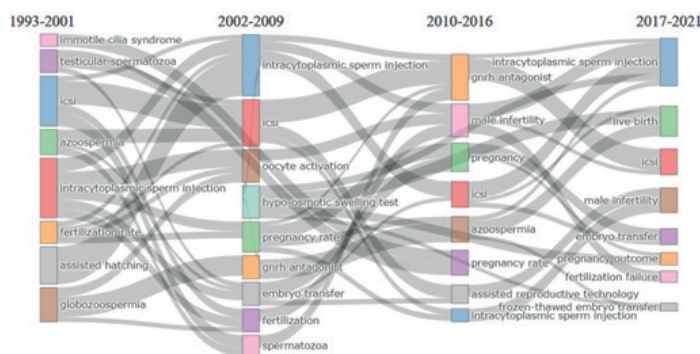 1993-2001
2002-2009
2010-2016
2017-2021
immotile cilia syndrome
testicular-spermatozoa
icsi
azoospermia
intracytoplasmic sperm injection
fertilization rate
assisted hatching
globozoospermia
intracytoplasmic sperm injection
icsi
oocyte activation
hypo-osmotic swelling test
pregnancy rate
gnrh antagonist
embryo transfer
fertilization
spermatozoa
gnrh antagonist
male infertility
pregnancy
icsi
azoospermia
pregnancy rate
assisted reproductive technology
intracytoplasmic sperm injection
intracytoplasmic sperm injection
live birth
icsi
male infertility
embryo transfer
pregnancy outcome
fertilization failure
frozen-thawed embryo transfer